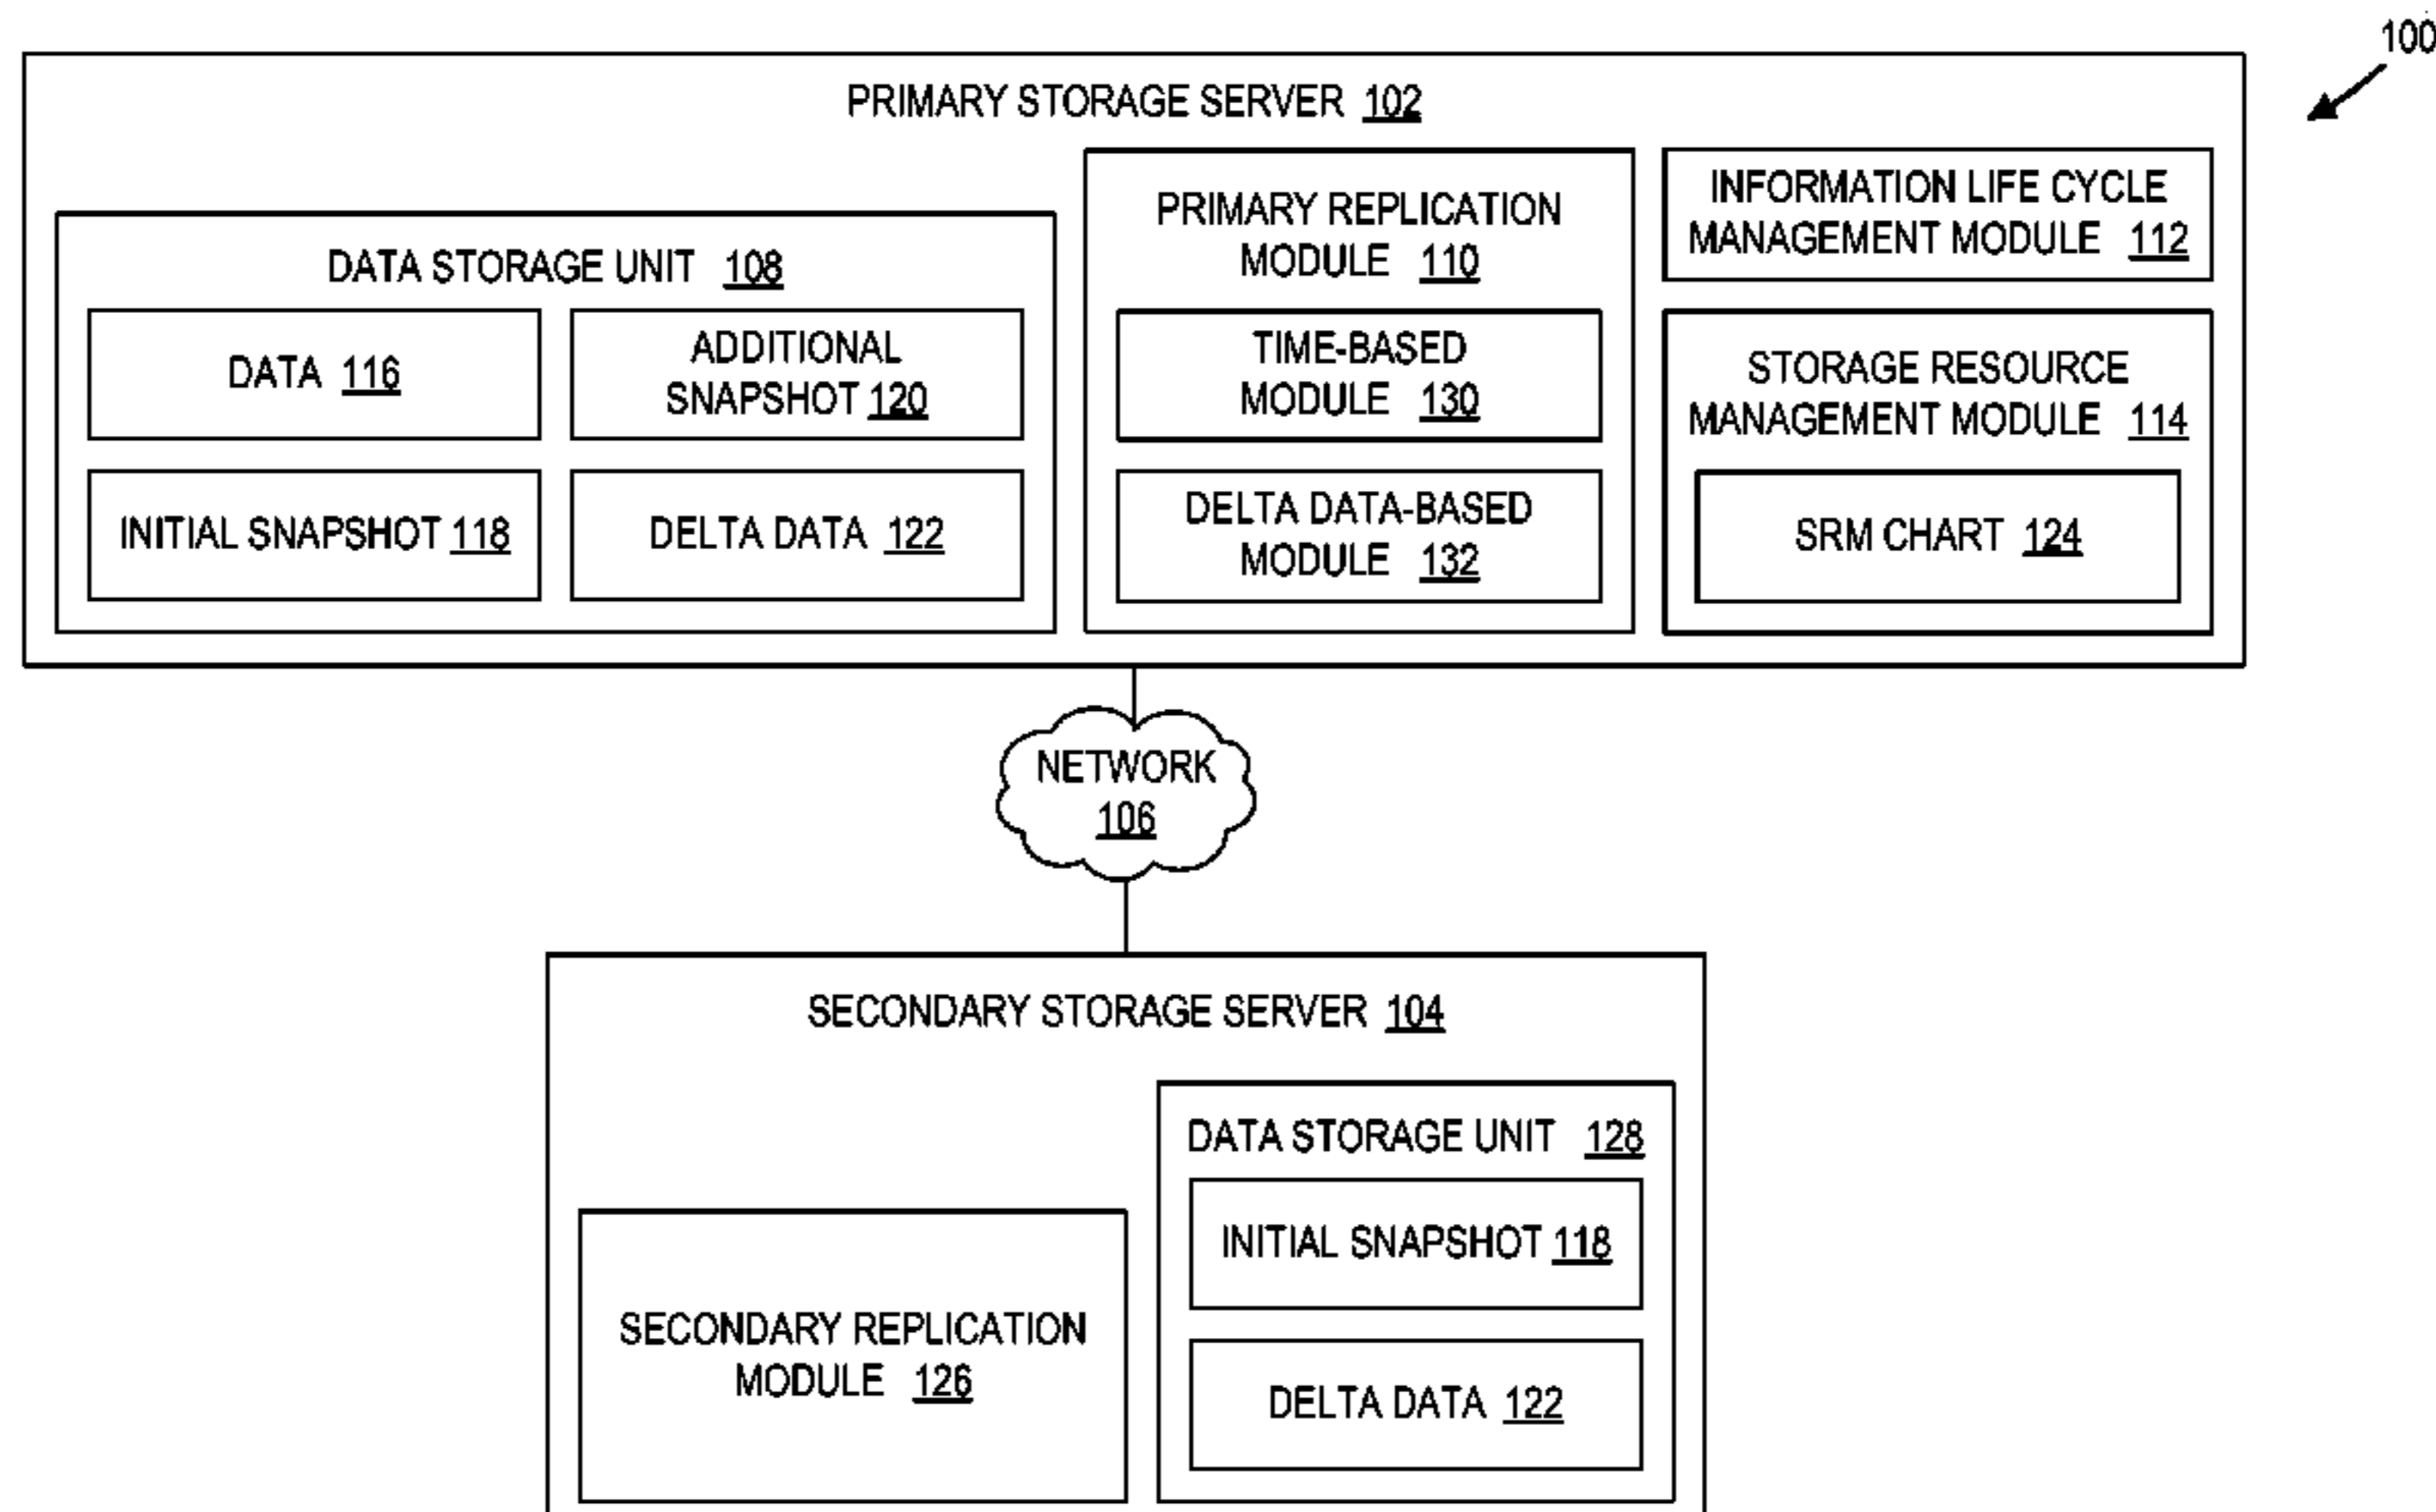 100
PRIMARY STORAGE SERVER 102
DATA STORAGE UNIT 108
DATA 116
ADDITIONAL
SNAPSHOT 120
INITIAL SNAPSHOT 118
DELTA DATA 122
PRIMARY REPLICATION
MODULE 110
TIME-BASED
MODULE 130
DELTA DATA-BASED
MODULE 132
INFORMATION LIFE CYCLE
MANAGEMENT MODULE 112
STORAGE RESOURCE
MANAGEMENT MODULE 114
SRM CHART 124
NETWORK
106
SECONDARY STORAGE SERVER 104
SECONDARY REPLICATION
MODULE 126
DATA STORAGE UNIT 128
INITIAL SNAPSHOT 118
DELTA DATA 122